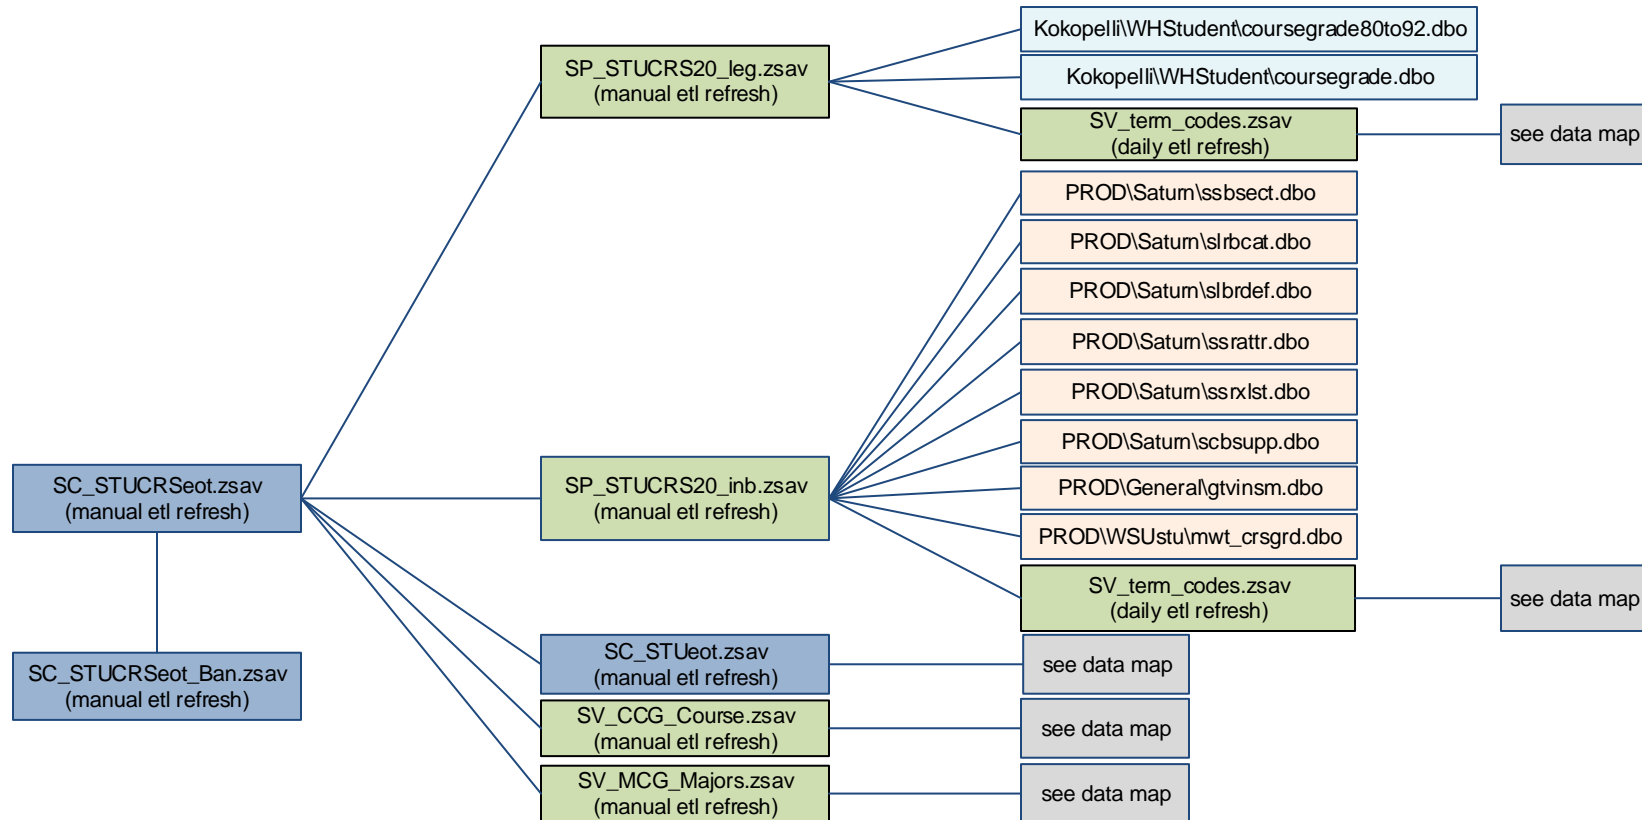 Kokopelli\WHStudent\coursegrade80to92.dbo
SP_STUCRS20_leg.zsav
(manual etl refresh)
Kokopelli\WHStudent\coursegrade.dbo
SV_term_codes.zsav
(daily etl refresh)
see data map
PROD\Saturn\ssbsect.dbo
PROD\Saturn\slrbcat.dbo
PROD\Saturn\slbrdef.dbo
PROD\Saturn\ssrattr.dbo
PROD\Saturn\ssrxlst.dbo
PROD\Saturn\scbsupp.dbo
SC_STUCRSeot.zsav
(manual etl refresh)
SP_STUCRS20_inb.zsav
(manual etl refresh)
PROD\General\gtvinsm.dbo
PROD\WSUstu\mwt_crsgrd.dbo
SV_term_codes.zsav
(daily etl refresh)
see data map
SC_STUCRSeot_Ban.zsav
(manual etl refresh)
SC_STUeot.zsav
(manual etl refresh)
see data map
SV_CCG_Course.zsav
(manual etl refresh)
see data map
SV_MCG_Majors.zsav
(manual etl refresh)
see data map